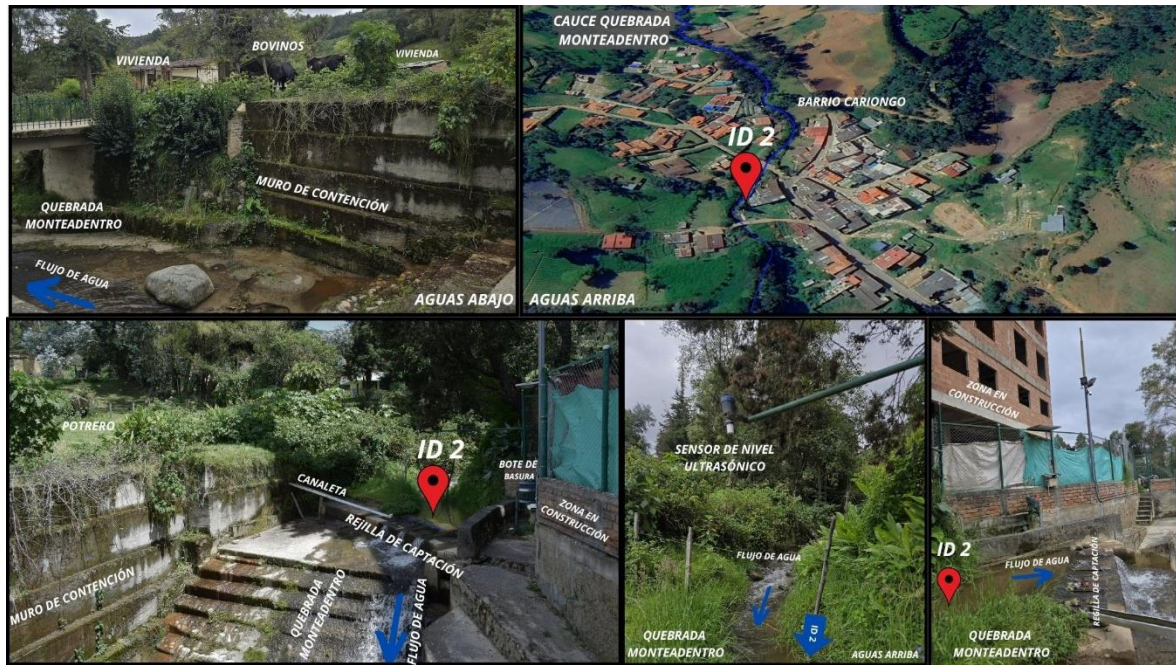 VIVIENDA
BOVINOS
VIVIENDA
MURO DE CONTENCIÓN
QUEBRADA
MONTEADENTRO
FLUJO DE AGUA
AGUAS ABAJO
CAUCE QUEBRADA
MONTEADENTRO
BARRIO CARIONGO
ID 2
AGUAS ARRIBA
POTRERO
ID 2
CANALETA
BOTE DE
BASURA
REJILLA DE CAPTACIÓN
ZONA EN
CONSTRUCCIÓN
MURO DE CONTENCIÓN
QUEBRADA
MONTEADENTRO
FLUJO DE AGUA
SENSOR DE NIVEL
ULTRASÓNICO
FLUJO DE AGUA
ID 2
QUEBRADA
MONTEADENTRO
AGUAS ARRIBA
ZONA EN
CONSTRUCCIÓN
ID 2
FLUJO DE AGUA
REGILLA DE CAPTACIÓN
QUEBRADA
MONTEADENTRO